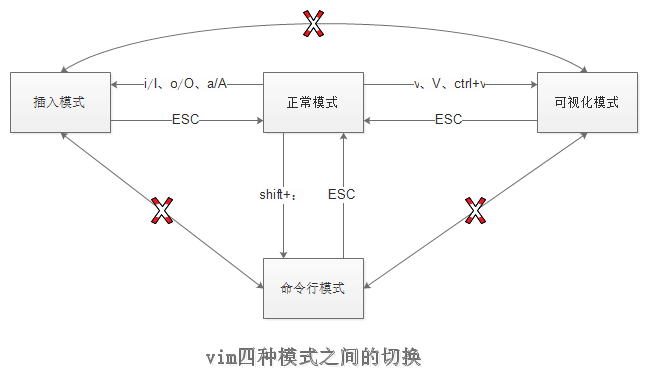 i/I、o/O、a/A
v、V、ctrl+v
插入模式
正常模式
可视化模式
ESC
ESC
shift+：
ESC
命令行模式
vim四种模式之间的切换